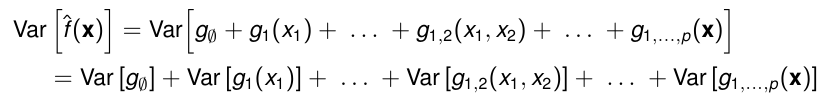 Var [f̂(x)] = Var[g∅ + g1(x1) + … + g1,2(x1, x2) + … + g1,…,p(x)]
= Var [g∅] + Var [g1(x1)] + … + Var [g1,2(x1, x2)] + … + Var [g1,…,p(x)]